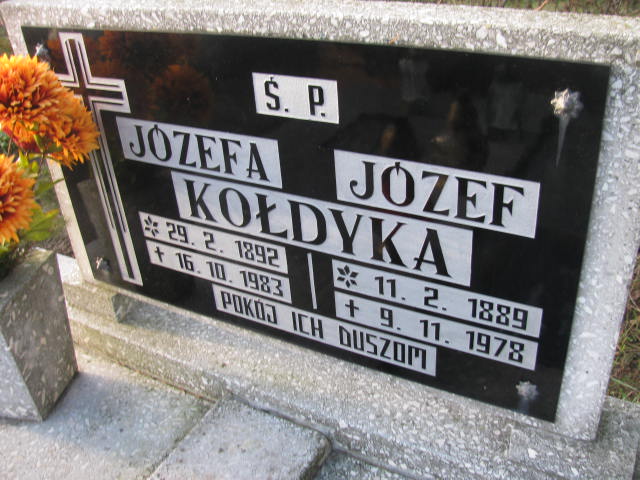 Ś. P.
JÓZEFA JÓZEF
KOŁDYKA
29. 2. 1892 11. 2. 1889
16. 10. 1983 9. 11. 1978
POKÓJ ICH DUSZOM